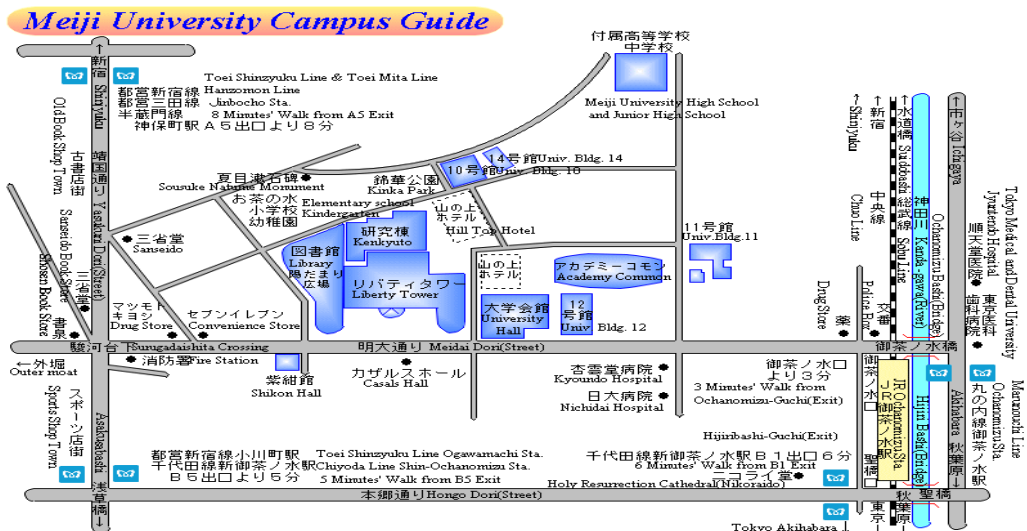 Meiji University Campus Guide
付属高等学校
中学校
Meiji University High School
and Junior High School
↑新宿 Shinjyuku
Toei Shinzyuku Line & Toei Mita Line
都営新宿線 Hanzomon Line
都営三田線 Jinbocho Sta.
半蔵門線 8 Minutes' Walk from A5 Exit
神保町駅A5出口より8分
Old Book Shop Town
古書店街
靖国通り Yasukuni Dori(Street)
夏目漱石碑
Sousuke Natume Monument
錦華公園
Kinka Park
14号館 Univ. Bldg. 14
10号館 Univ. Bldg. 10
お茶の水
小学校
幼稚園
Elementary school
Kindergarten
山の上
ホテル
Hill Top Hotel
三省堂
Sanseido
Sanseido Book Store
三省堂
書泉
マツモト
キヨシ
Drug Store
セブンイレブン
Convenience Store
図書館
Library
陽だまり
広場
研究棟
Kenkyuto
リバティタワー
Liberty Tower
山の上
ホテル
アカデミーコモン
Academy Common
11号館
Univ.Bldg.11
大学会館
University
Hall
12
号館
Univ. Bldg. 12
駿河台下 Surugadaishita Crossing
明大通り Meidai Dori(Street)
御茶ノ水橋
←外堀
Outer moat
消防署 Fire Station
紫紺館
Shikon Hall
カザルスホール
Casals Hall
杏雲堂病院
Kyoundo Hospital
日大病院
Nichidai Hospital
御茶ノ水口
より3分
3 Minutes' Walk from
Ochanomizu-Guchi(Exit)
スポーツ店街
Sports Shop Town
Asakusabashi 浅草橋↓
都営新宿線小川町駅 Toei Shinzyuku Line Ogawamachi Sta.
千代田線新御茶ノ水駅 Chiyoda Line Shin-Ochanomizu Sta.
B5出口より5分 5 Minutes' Walk from B5 Exit
Hijiribashi-Guchi(Exit)
千代田線新御茶ノ水駅B1出口6分
6 Minutes' Walk from B1 Exit
ニコライ堂
Holy Resurrection Cathedral(Nikoraido)
本郷通り Hongo Dori(Street)
聖橋
Tokyo Akihabara↓
東京
秋葉原
←Shinjyuku
↑新宿
中央線
Chuo Line
↑水道橋 Suidobashi
総武線 Sobu Line
神田川 Kanda-gawa(River)
Ochanomizu Bashi(Bridge)
↑市ヶ谷 Ichigaya
Drug Store
薬
Police Box
交番
順天堂医院
Jyuntendo Hospital
東京医科
歯科病院
Tokyo Medical and Dental University
御茶ノ水口
聖橋口
JR御茶ノ水駅
JR Ochanomizu Sta.
Hijiri Bashi(Bridge)
Akihabara 秋葉原↓
丸の内線御茶ノ水駅
Marunouchi Line
Ochanomizu Sta.